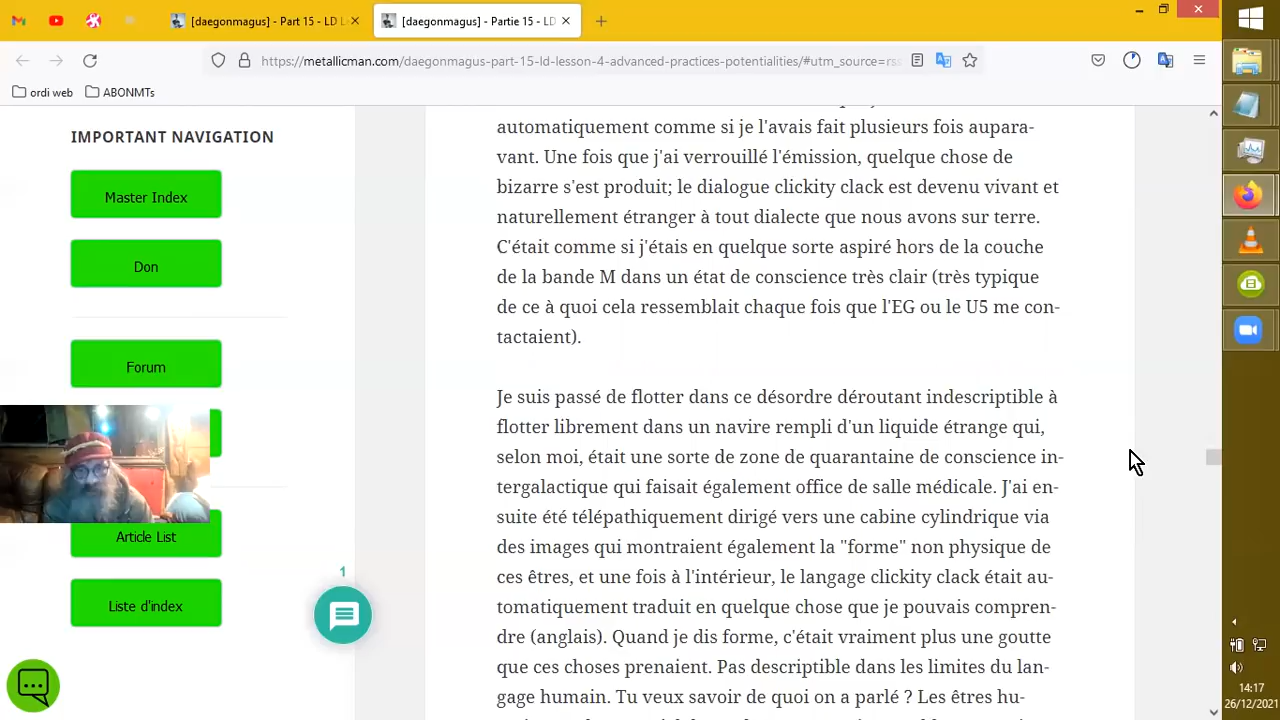 [daegonmagus] - Part 15 - LD L
[daegonmagus] - Partie 15 - LD
https://metallicman.com/daegonmagus-part-15-ld-lesson-4-advanced-practices-potentialities/#utm_source=rss
ordi web
ABONMTs
IMPORTANT NAVIGATION
Master Index
Don
Forum
Article List
Liste d'index
1
automatiquement comme si je l'avais fait plusieurs fois aupara-
vant. Une fois que j'ai verrouillé l'émission, quelque chose de
bizarre s'est produit; le dialogue clickity clack est devenu vivant et
naturellement étranger à tout dialecte que nous avons sur terre.
C'était comme si j'étais en quelque sorte aspiré hors de la couche
de la bande M dans un état de conscience très clair (très typique
de ce à quoi cela ressemblait chaque fois que l'EG ou le U5 me con-
tactaient).
Je suis passé de flotter dans ce désordre déroutant indescriptible à
flotter librement dans un navire rempli d'un liquide étrange qui,
selon moi, était une sorte de zone de quarantaine de conscience in-
tergalactique qui faisait également office de salle médicale. J'ai en-
suite été télépathiquement dirigé vers une cabine cylindrique via
des images qui montraient également la "forme" non physique de
ces êtres, et une fois à l'intérieur, le langage clickity clack était au-
tomatiquement traduit en quelque chose que je pouvais compren-
dre (anglais). Quand je dis forme, c'était vraiment plus une goutte
que ces choses prenaient. Pas descriptible dans les limites du lan-
gage humain. Tu veux savoir de quoi on a parlé ? Les êtres hu-
14:17
26/12/2021